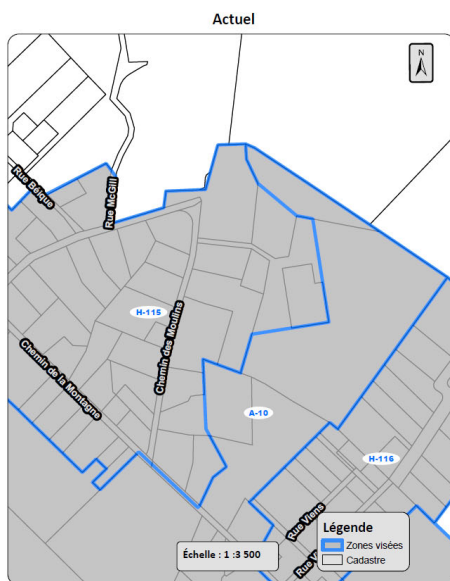 Actuel
N
Rue Bélque
Rue McGill
H-115
Chemin des Moulins
Chemin de la Montagne
A-10
H-116
Rue Viens
Rue V
Légende
Zones visées
Cadastre
Échelle : 1 :3 500